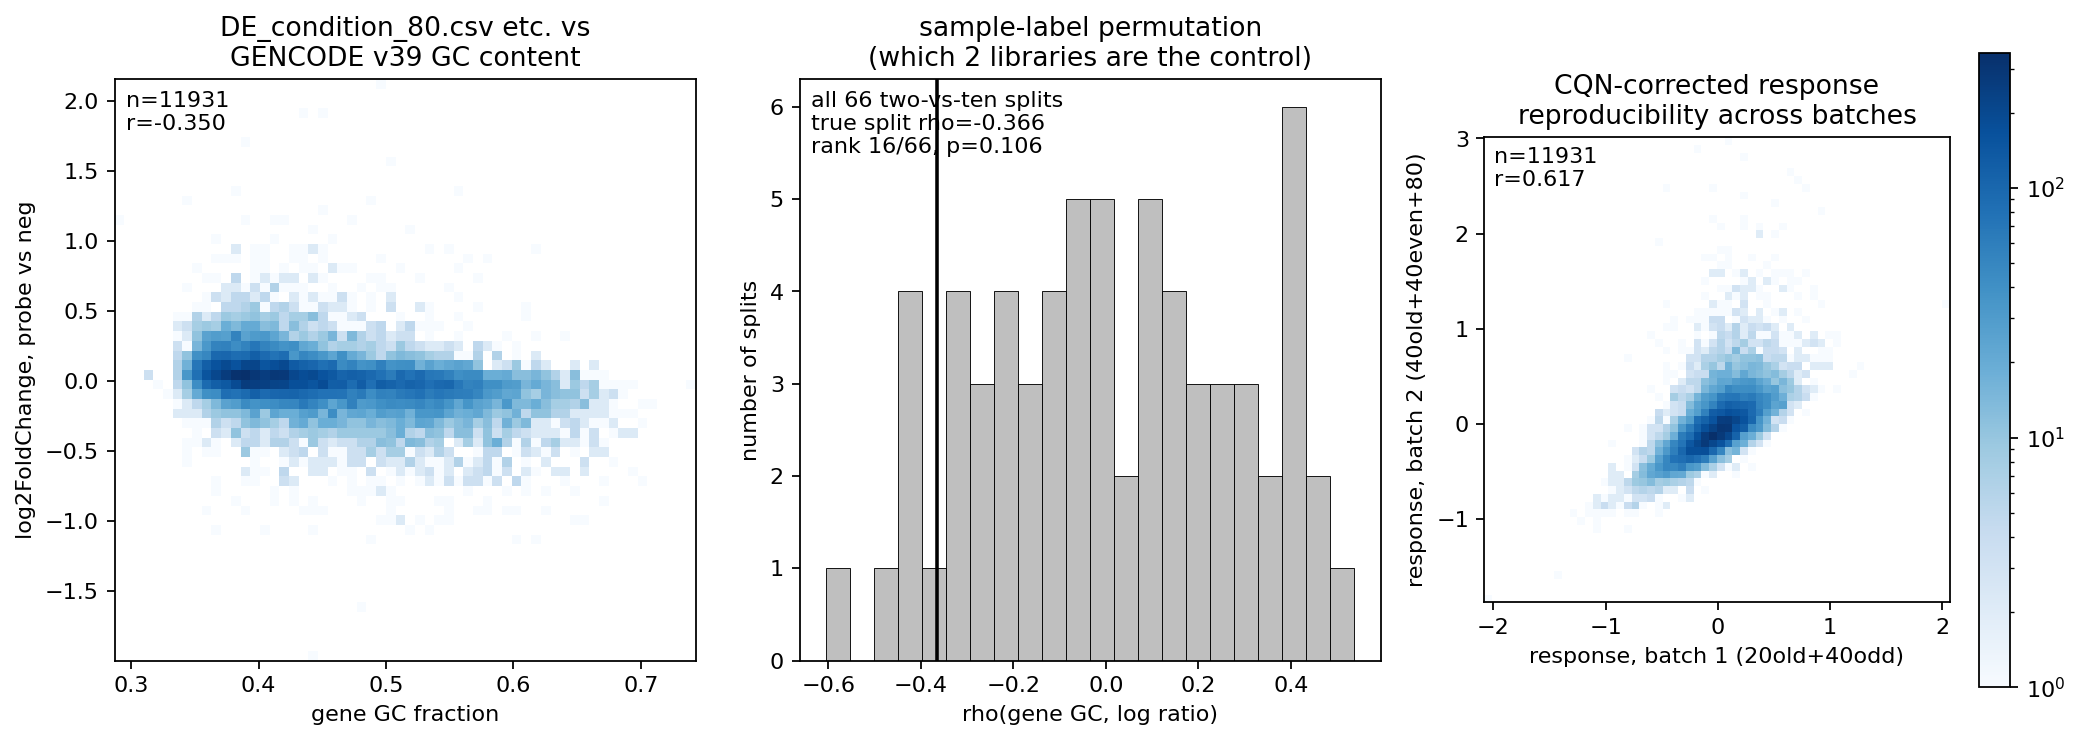 DE_condition_80.csv etc. vs
GENCODE v39 GC content
n=11931
r=-0.350
log2FoldChange, probe vs neg
2.0
1.5
1.0
0.5
0.0
−0.5
−1.0
−1.5
0.3
0.4
0.5
0.6
0.7
gene GC fraction
sample-label permutation
(which 2 libraries are the control)
all 66 two-vs-ten splits
true split rho=-0.366
rank 16/66, p=0.106
number of splits
6
5
4
3
2
1
0
−0.6
−0.4
−0.2
0.0
0.2
0.4
rho(gene GC, log ratio)
CQN-corrected response
reproducibility across batches
n=11931
r=0.617
response, batch 2 (40old+40even+80)
3
2
1
0
−1
−2
−1
0
1
2
response, batch 1 (20old+40odd)
10²
10¹
10⁰